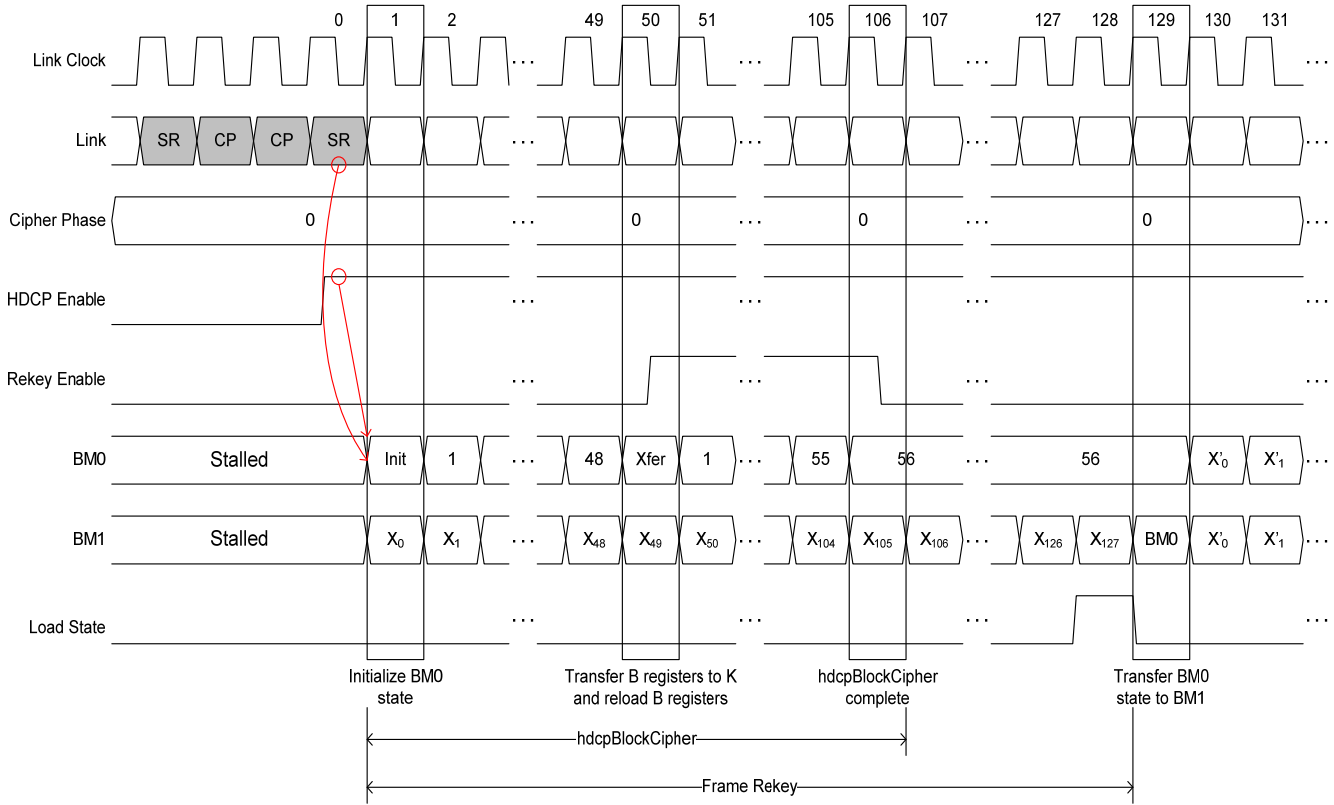 0 1 2 49 50 51 105 106 107 127 128 129 130 131
Link Clock ··· ··· ··· ···
Link SR CP CP SR ··· ··· ··· ···
Cipher Phase 0 ··· 0 ··· 0 ··· 0 ···
HDCP Enable ··· ··· ··· ···
Rekey Enable ··· ··· ··· ···
BM0 Stalled Init 1 ··· 48 Xfer 1 ··· 55 56 ··· 56 X'₀ X'₁ ···
BM1 Stalled X₀ X₁ ··· X₄₈ X₄₉ X₅₀ ··· X₁₀₄ X₁₀₅ X₁₀₆ ··· X₁₂₆ X₁₂₇ BM0 X'₀ X'₁ ···
Load State ··· ··· ··· ···
Initialize BM0
state
Transfer B registers to K
and reload B registers
hdcpBlockCipher
complete
Transfer BM0
state to BM1
hdcpBlockCipher
Frame Rekey